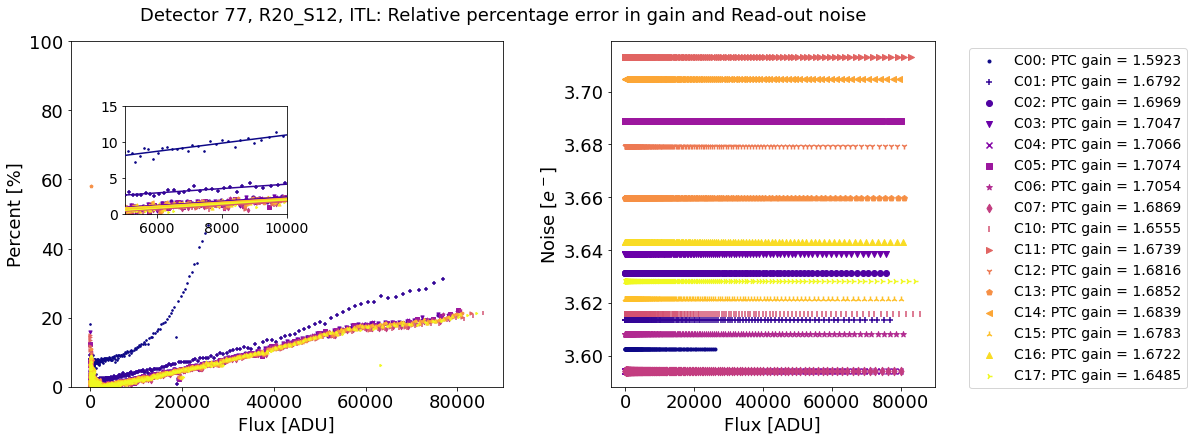 Detector 77, R20_S12, ITL: Relative percentage error in gain and Read-out noise
Percent [%]
100
80
60
40
20
0
15
10
5
0
6000 8000 10000
0 20000 40000 60000 80000
Flux [ADU]
Noise [e⁻]
3.70
3.68
3.66
3.64
3.62
3.60
0 20000 40000 60000 80000
Flux [ADU]
C00: PTC gain = 1.5923
C01: PTC gain = 1.6792
C02: PTC gain = 1.6969
C03: PTC gain = 1.7047
C04: PTC gain = 1.7066
C05: PTC gain = 1.7074
C06: PTC gain = 1.7054
C07: PTC gain = 1.6869
C10: PTC gain = 1.6555
C11: PTC gain = 1.6739
C12: PTC gain = 1.6816
C13: PTC gain = 1.6852
C14: PTC gain = 1.6839
C15: PTC gain = 1.6783
C16: PTC gain = 1.6722
C17: PTC gain = 1.6485